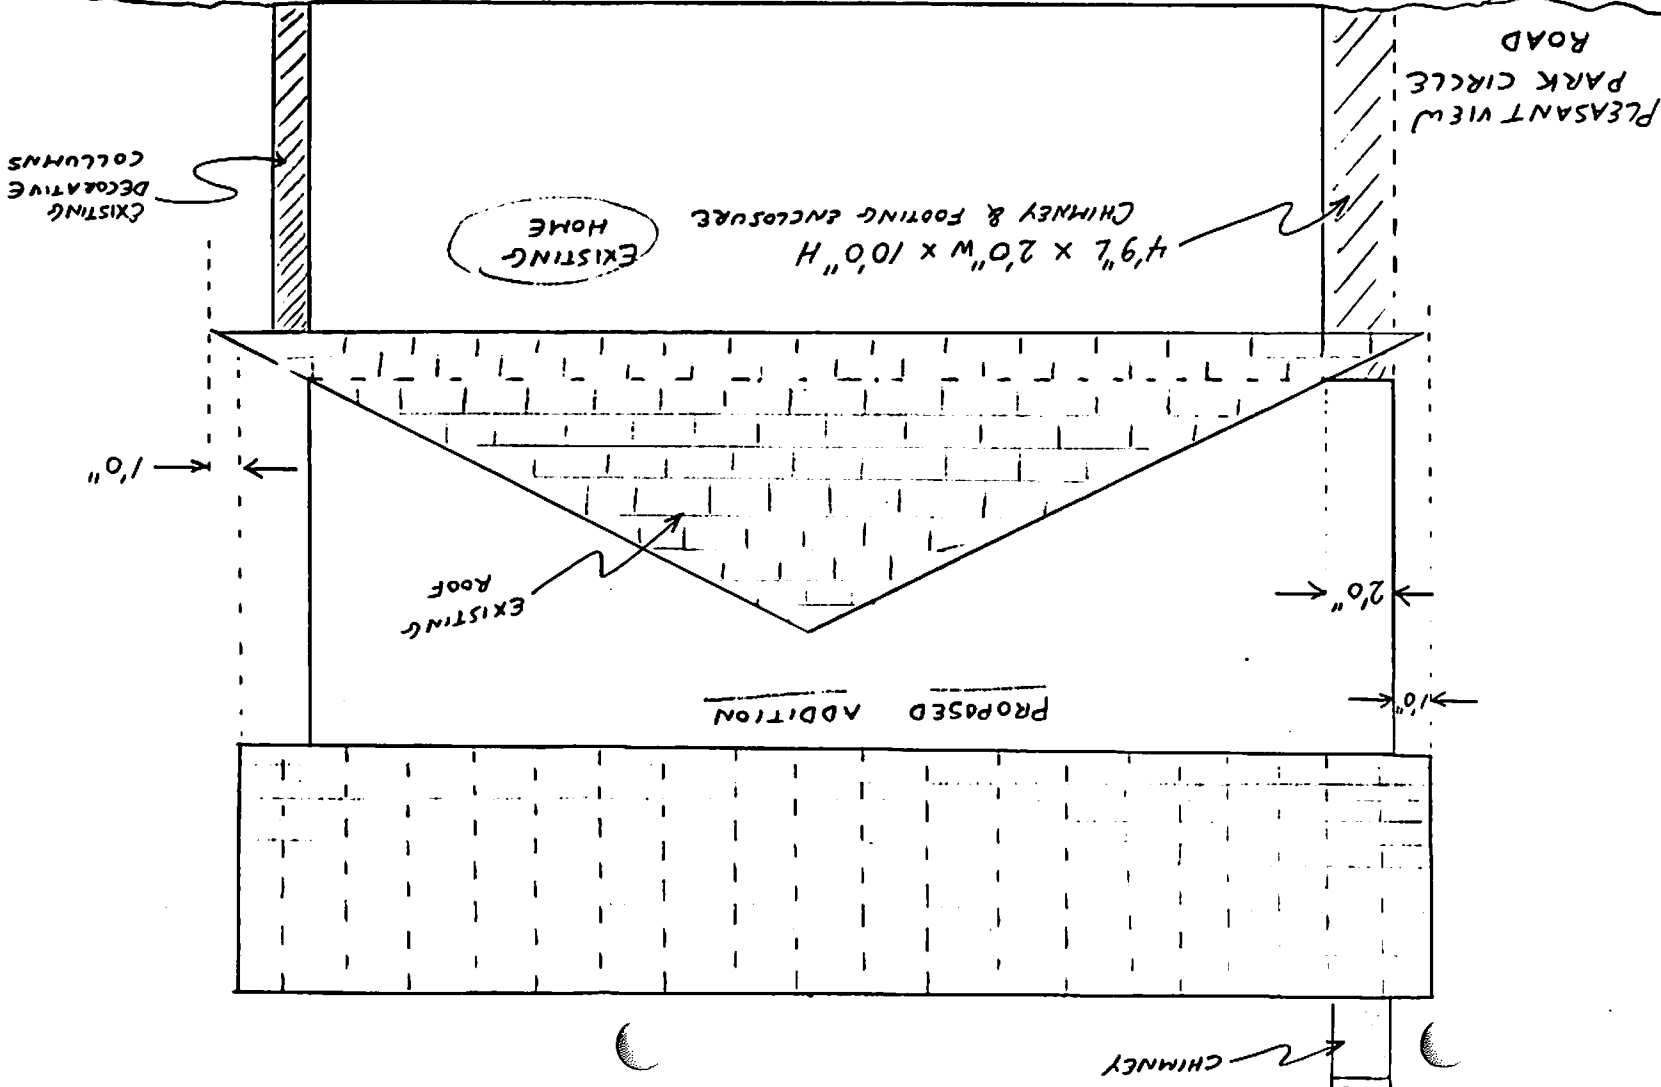 CHIMNEY
PROPOSED ADDITION
1'0"
2'0"
EXISTING
ROOF
1'0"
4'9"L x 2'0"W x 10'0"H
CHIMNEY & FOOTING ENCLOSURE
EXISTING
HOME
EXISTING
DECORATIVE
COLLUMNS
PLEASANT VIEW
PARK CIRCLE
ROAD